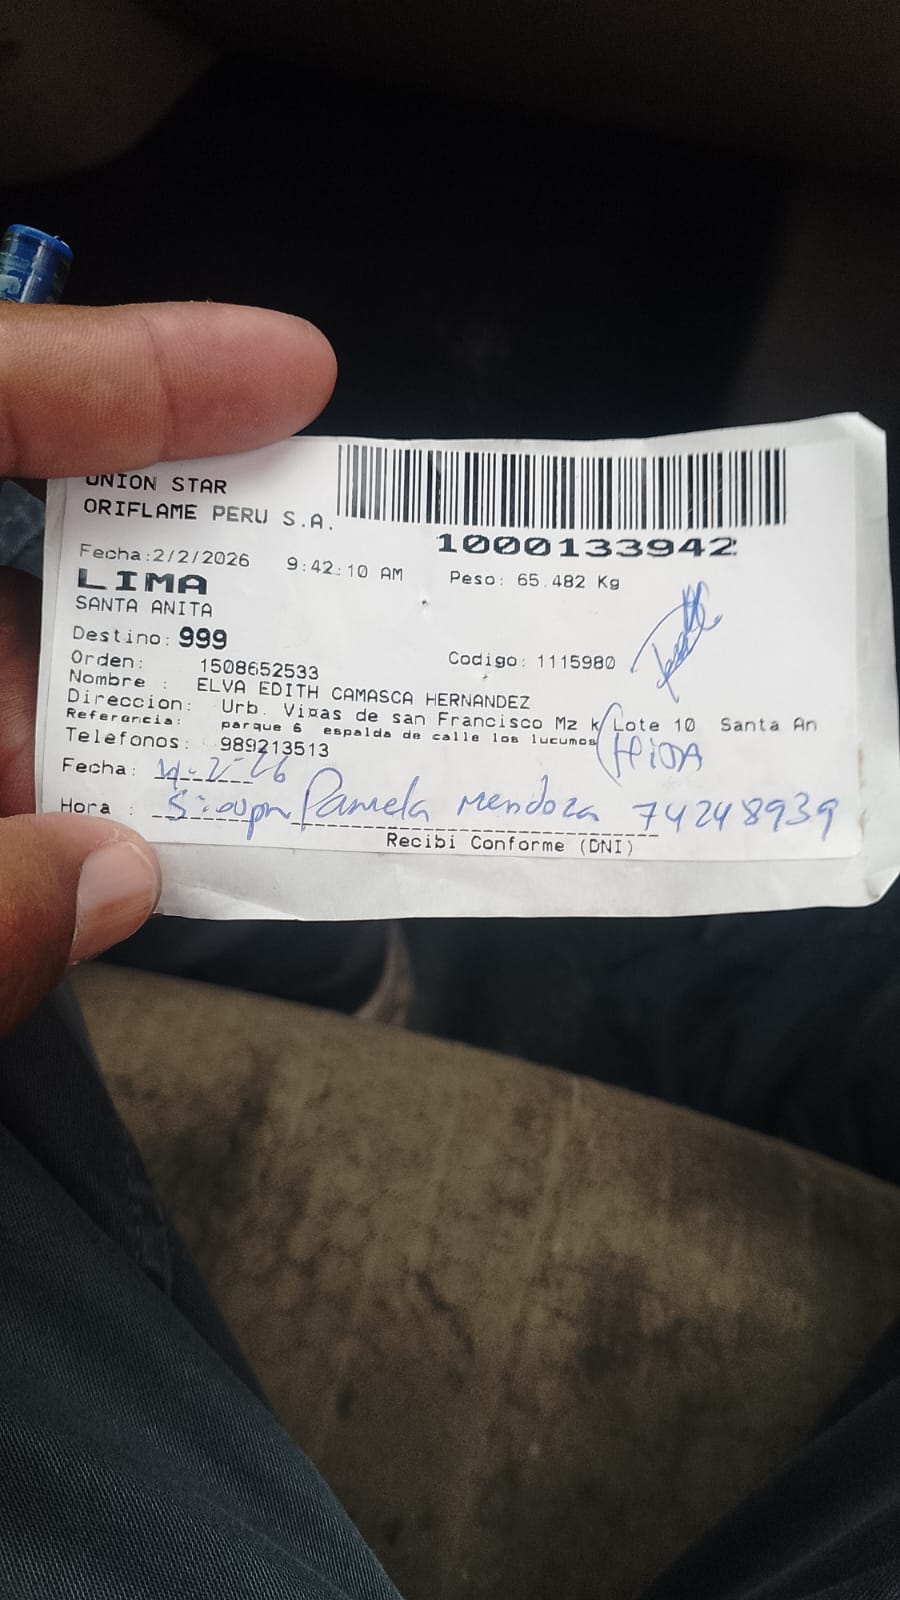 UNION STAR
ORIFLAME PERU S.A.
1000133942
Fecha:2/2/2026 9:42:10 AM Peso: 65.482 Kg
LIMA
SANTA ANITA
Destino: 999
Orden: 1508652533 Codigo: 1115980
Nombre : ELVA EDITH CAMASCA HERNANDEZ
Direccion: Urb. Viñas de san Francisco Mz k Lote 10 Santa An
Referencia: parque 6 espalda de calle los lucumos
(HiJA
Telefonos: 989213513
Fecha: -2-26
Hora : 5:00pm Pamela Mendoza 74248939
Recibi Conforme (DNI)